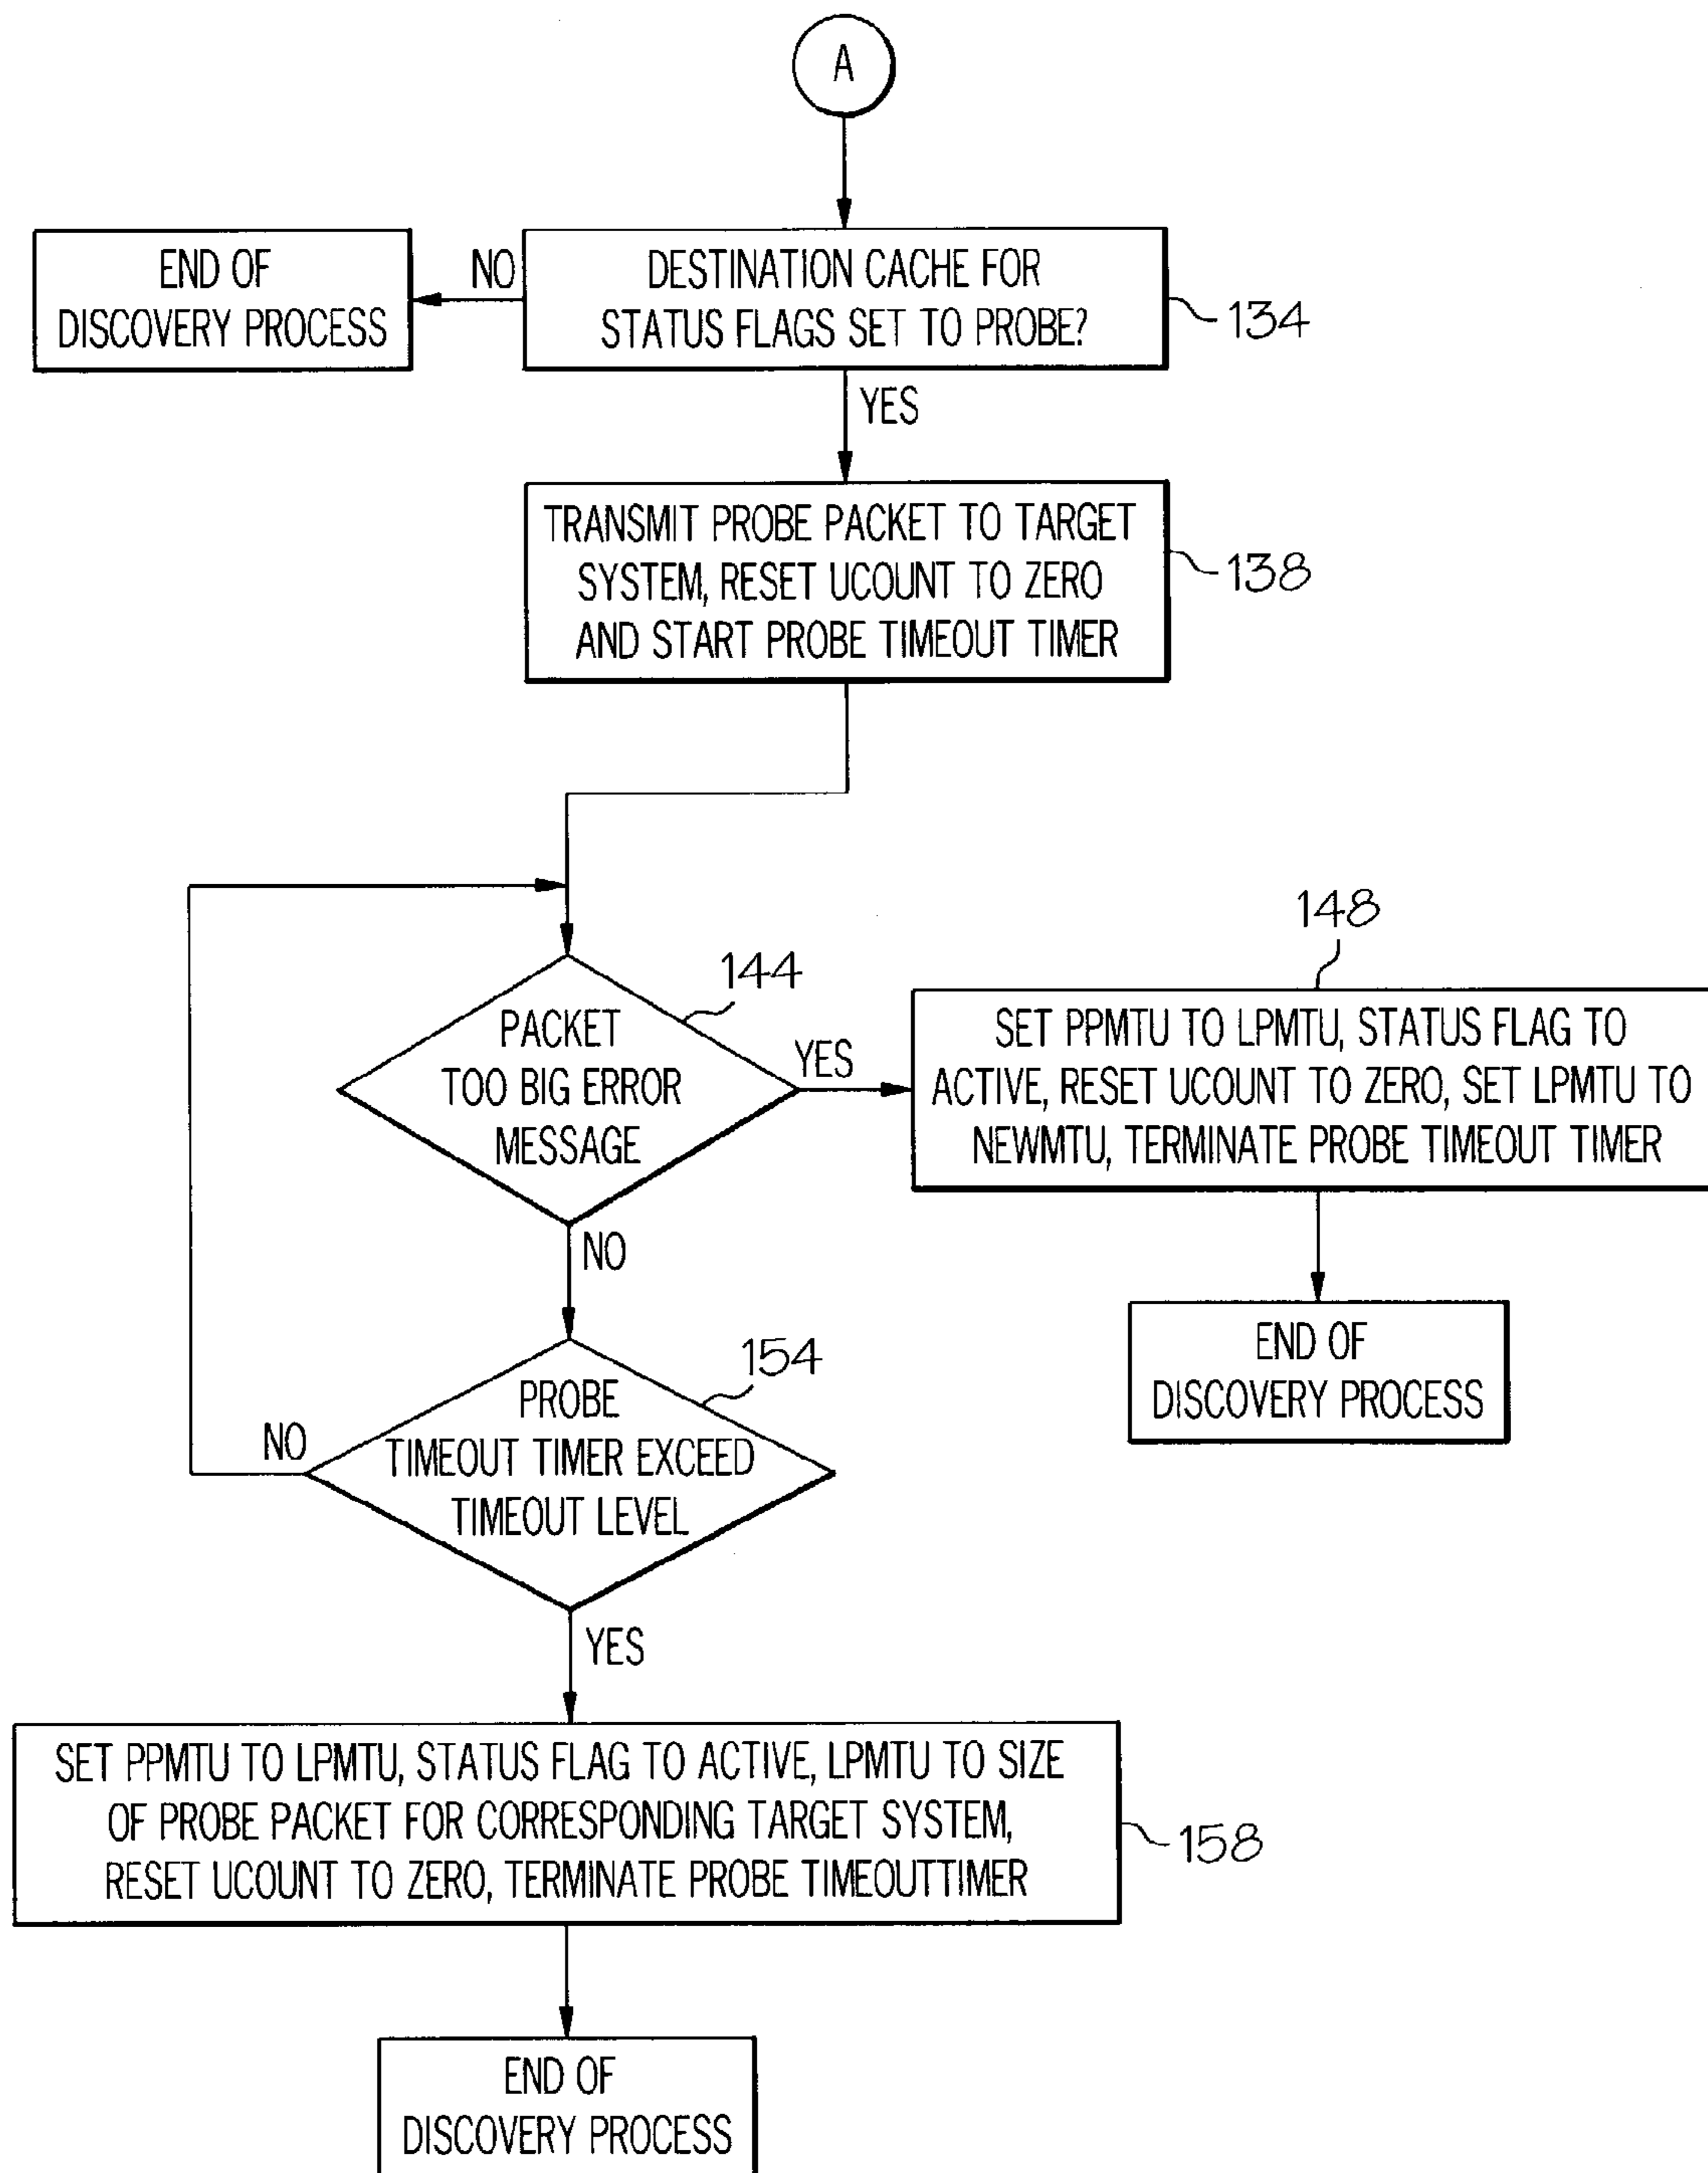 A
END OF
DISCOVERY PROCESS
NO
DESTINATION CACHE FOR
STATUS FLAGS SET TO PROBE?
134
YES
TRANSMIT PROBE PACKET TO TARGET
SYSTEM, RESET UCOUNT TO ZERO
AND START PROBE TIMEOUT TIMER
138
144
PACKET
TOO BIG ERROR
MESSAGE
YES
148
SET PPMTU TO LPMTU, STATUS FLAG TO
ACTIVE, RESET UCOUNT TO ZERO, SET LPMTU TO
NEWMTU, TERMINATE PROBE TIMEOUT TIMER
END OF
DISCOVERY PROCESS
NO
154
PROBE
TIMEOUT TIMER EXCEED
TIMEOUT LEVEL
NO
YES
SET PPMTU TO LPMTU, STATUS FLAG TO ACTIVE, LPMTU TO SIZE
OF PROBE PACKET FOR CORRESPONDING TARGET SYSTEM,
RESET UCOUNT TO ZERO, TERMINATE PROBE TIMEOUTTIMER
158
END OF
DISCOVERY PROCESS